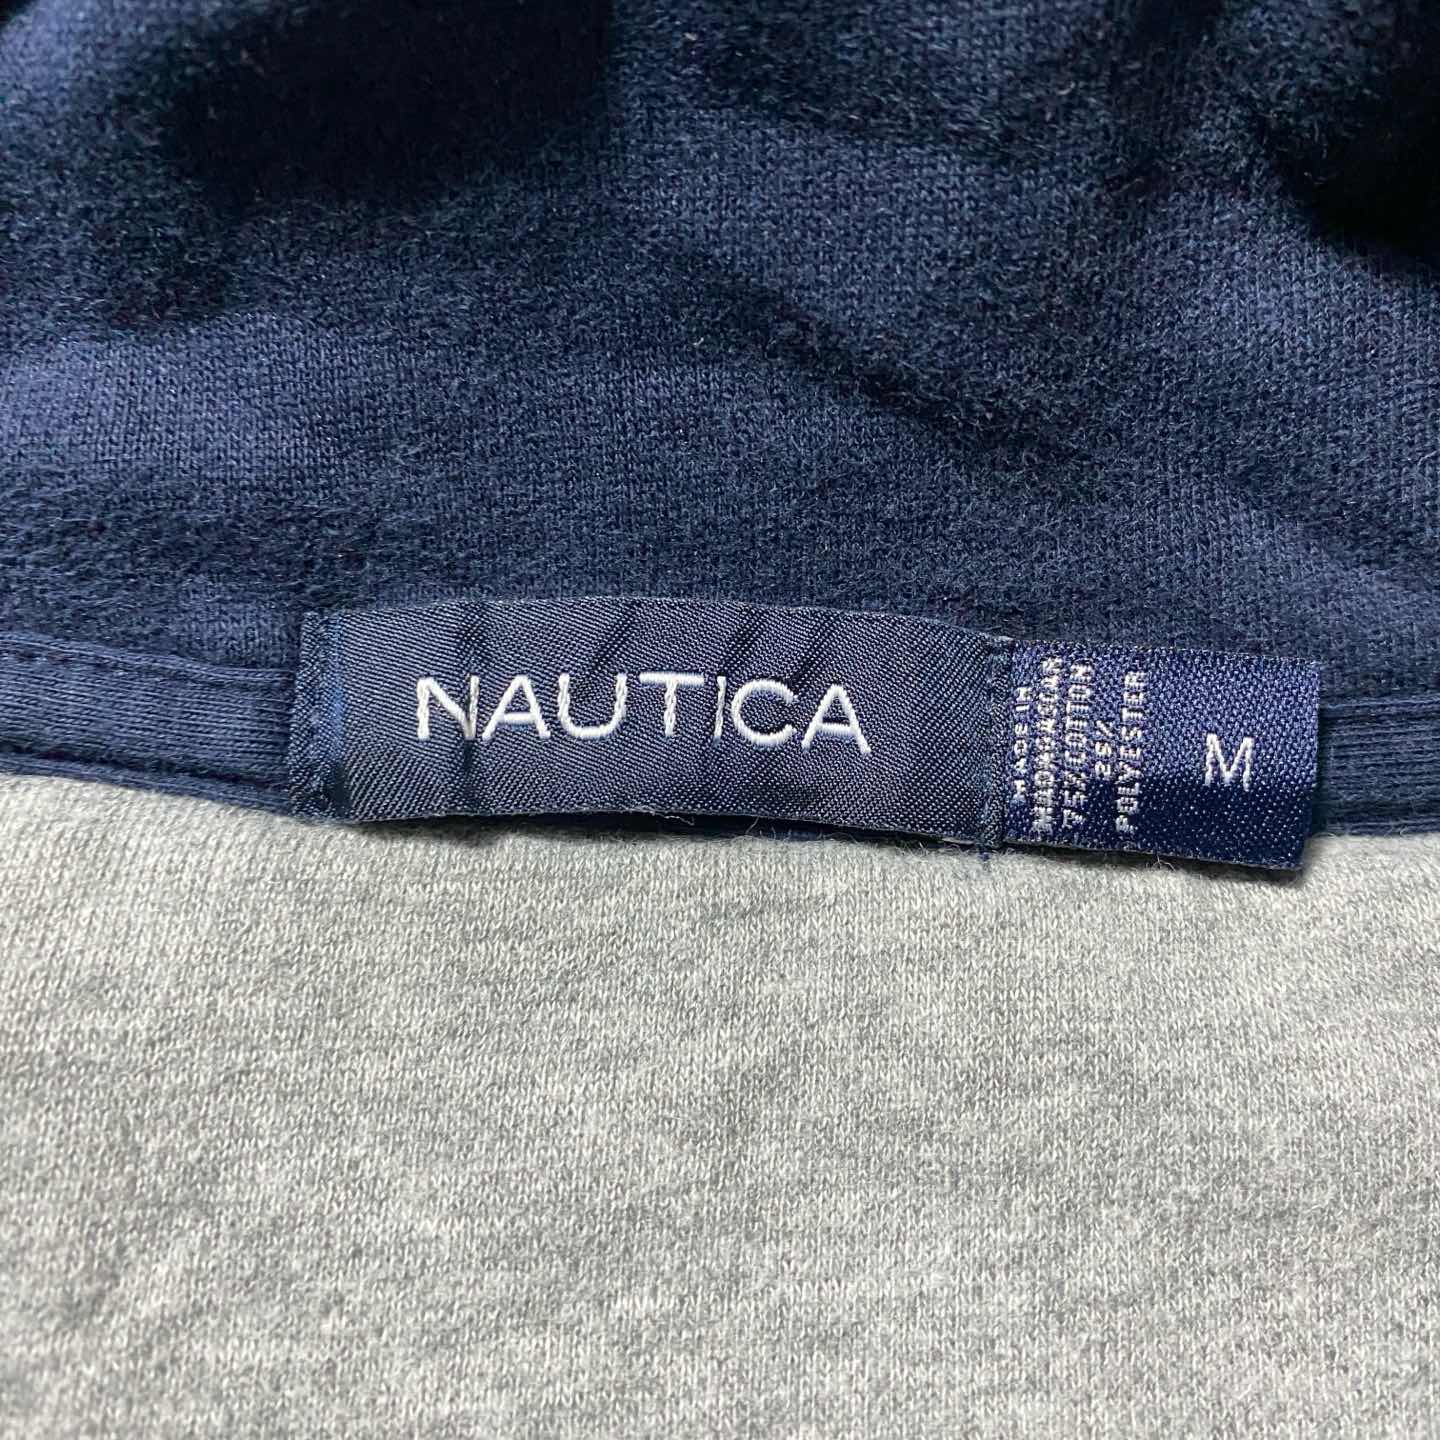 NAUTICA
MADE IN
MADAGASCAR
75%COTTON
25%
POLYESTER
M